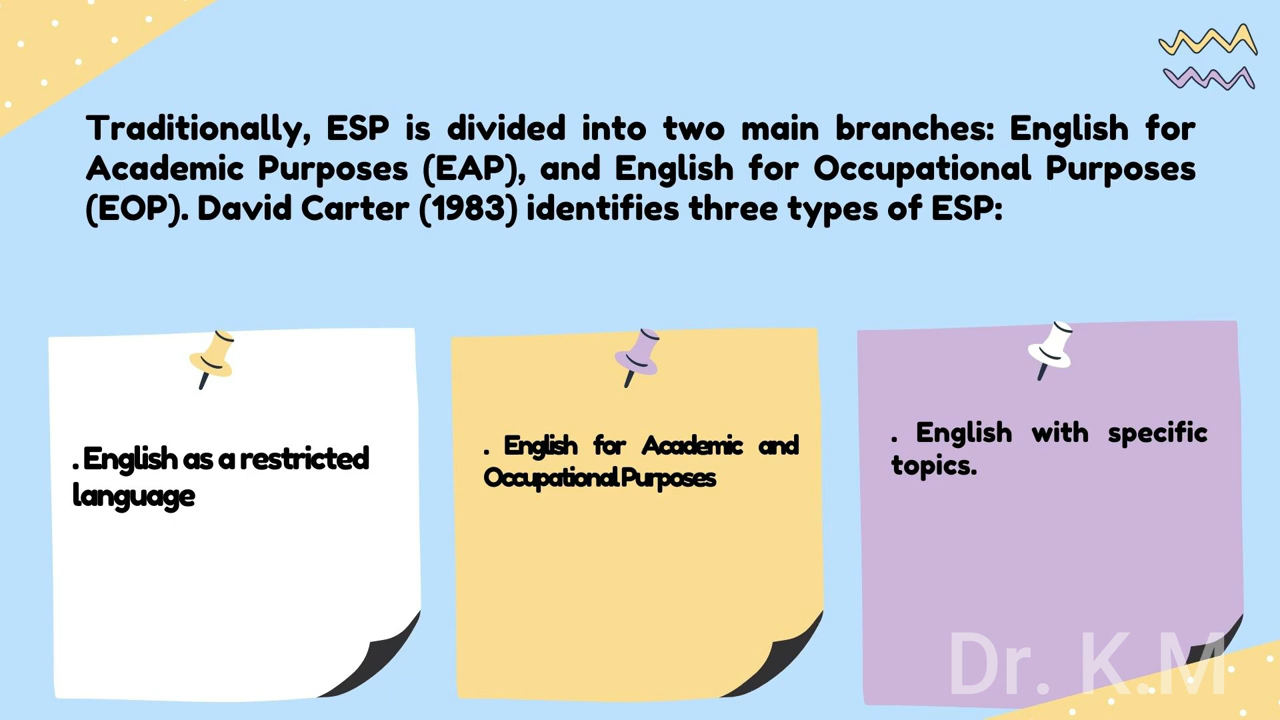 Traditionally, ESP is divided into two main branches: English for
Academic Purposes (EAP), and English for Occupational Purposes
(EOP). David Carter (1983) identifies three types of ESP:
. English as a restricted
language
. English for Academic and
Occupational Purposes
. English with specific
topics.
Dr. K.M